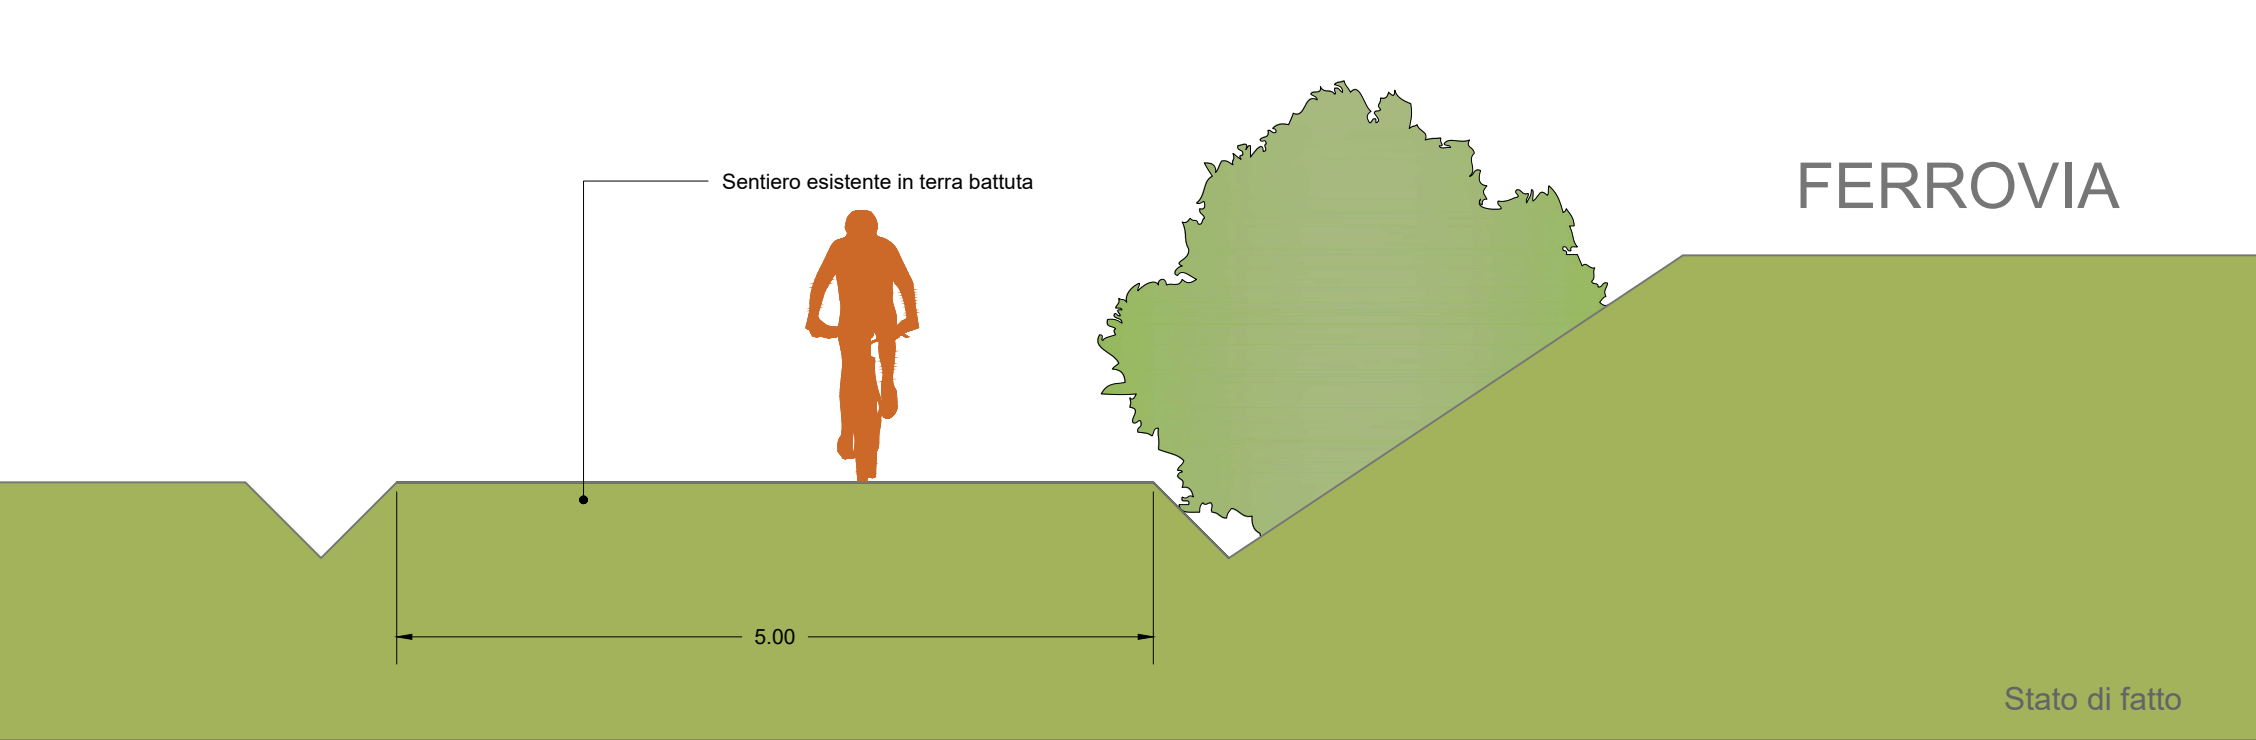 FERROVIA
Sentiero esistente in terra battuta
5.00
Stato di fatto